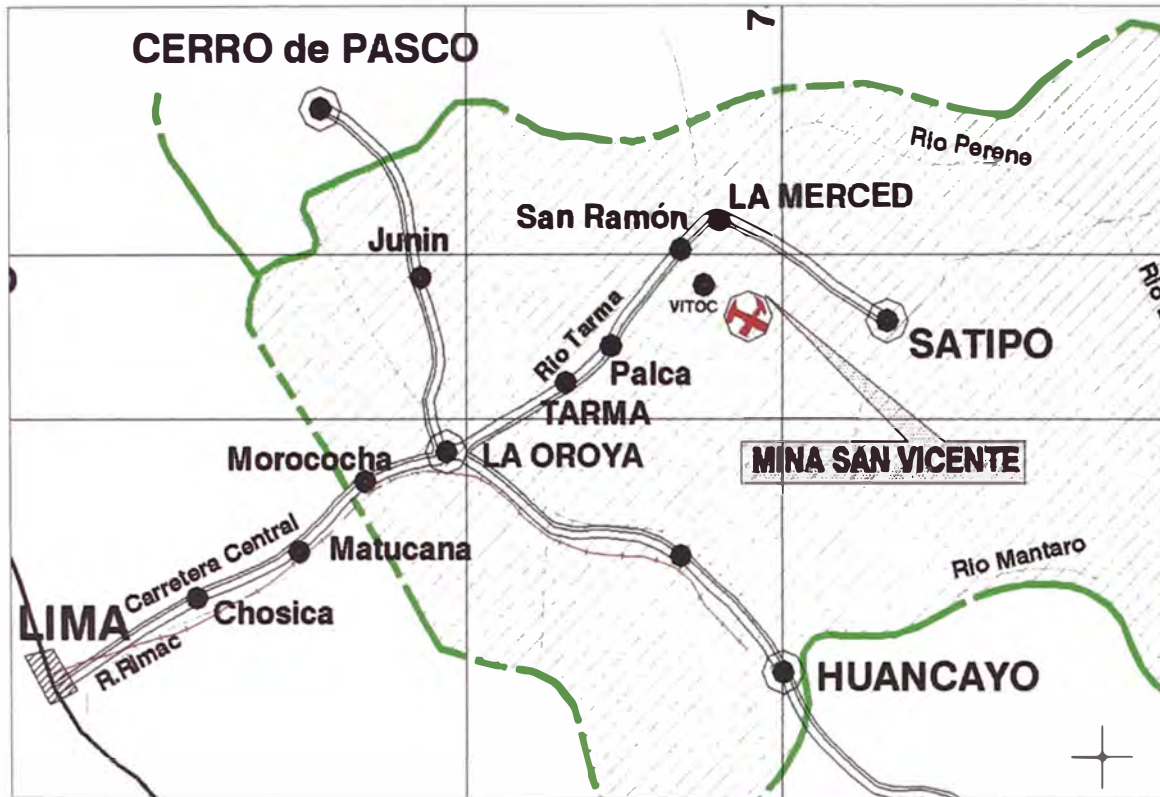 7
CERRO de PASCO
Rio Perene
LA MERCED
San Ramón
Junin
VITOC
Rio Tarma
SATIPO
Palca
TARMA
Morococha
LA OROYA
MINA SAN VICENTE
Carretera Central
Matucana
Rio Mantaro
Chosica
LIMA
R.Rimac
HUANCAYO